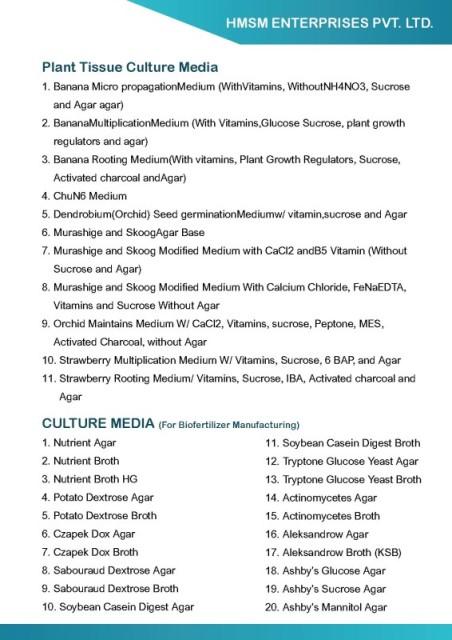 HMSM ENTERPRISES PVT. LTD.
Plant Tissue Culture Media
1. Banana Micro propagationMedium (WithVitamins, WithoutNH4NO3, Sucrose
and Agar agar)
2. BananaMultiplicationMedium (With Vitamins,Glucose Sucrose, plant growth
regulators and agar)
3. Banana Rooting Medium(With vitamins, Plant Growth Regulators, Sucrose,
Activated charcoal andAgar)
4. ChuN6 Medium
5. Dendrobium(Orchid) Seed germinationMediumw/ vitamin,sucrose and Agar
6. Murashige and SkoogAgar Base
7. Murashige and Skoog Modified Medium with CaCl2 andB5 Vitamin (Without
Sucrose and Agar)
8. Murashige and Skoog Modified Medium With Calcium Chloride, FeNaEDTA,
Vitamins and Sucrose Without Agar
9. Orchid Maintains Medium W/ CaCl2, Vitamins, sucrose, Peptone, MES,
Activated Charcoal, without Agar
10. Strawberry Multiplication Medium W/ Vitamins, Sucrose, 6 BAP, and Agar
11. Strawberry Rooting Medium/ Vitamins, Sucrose, IBA, Activated charcoal and
Agar
CULTURE MEDIA (For Biofertilizer Manufacturing)
1. Nutrient Agar
2. Nutrient Broth
3. Nutrient Broth HG
4. Potato Dextrose Agar
5. Potato Dextrose Broth
6. Czapek Dox Agar
7. Czapek Dox Broth
8. Sabouraud Dextrose Agar
9. Sabouraud Dextrose Broth
10. Soybean Casein Digest Agar
11. Soybean Casein Digest Broth
12. Tryptone Glucose Yeast Agar
13. Tryptone Glucose Yeast Broth
14. Actinomycetes Agar
15. Actinomycetes Broth
16. Aleksandrow Agar
17. Aleksandrow Broth (KSB)
18. Ashby's Glucose Agar
19. Ashby's Sucrose Agar
20. Ashby's Mannitol Agar